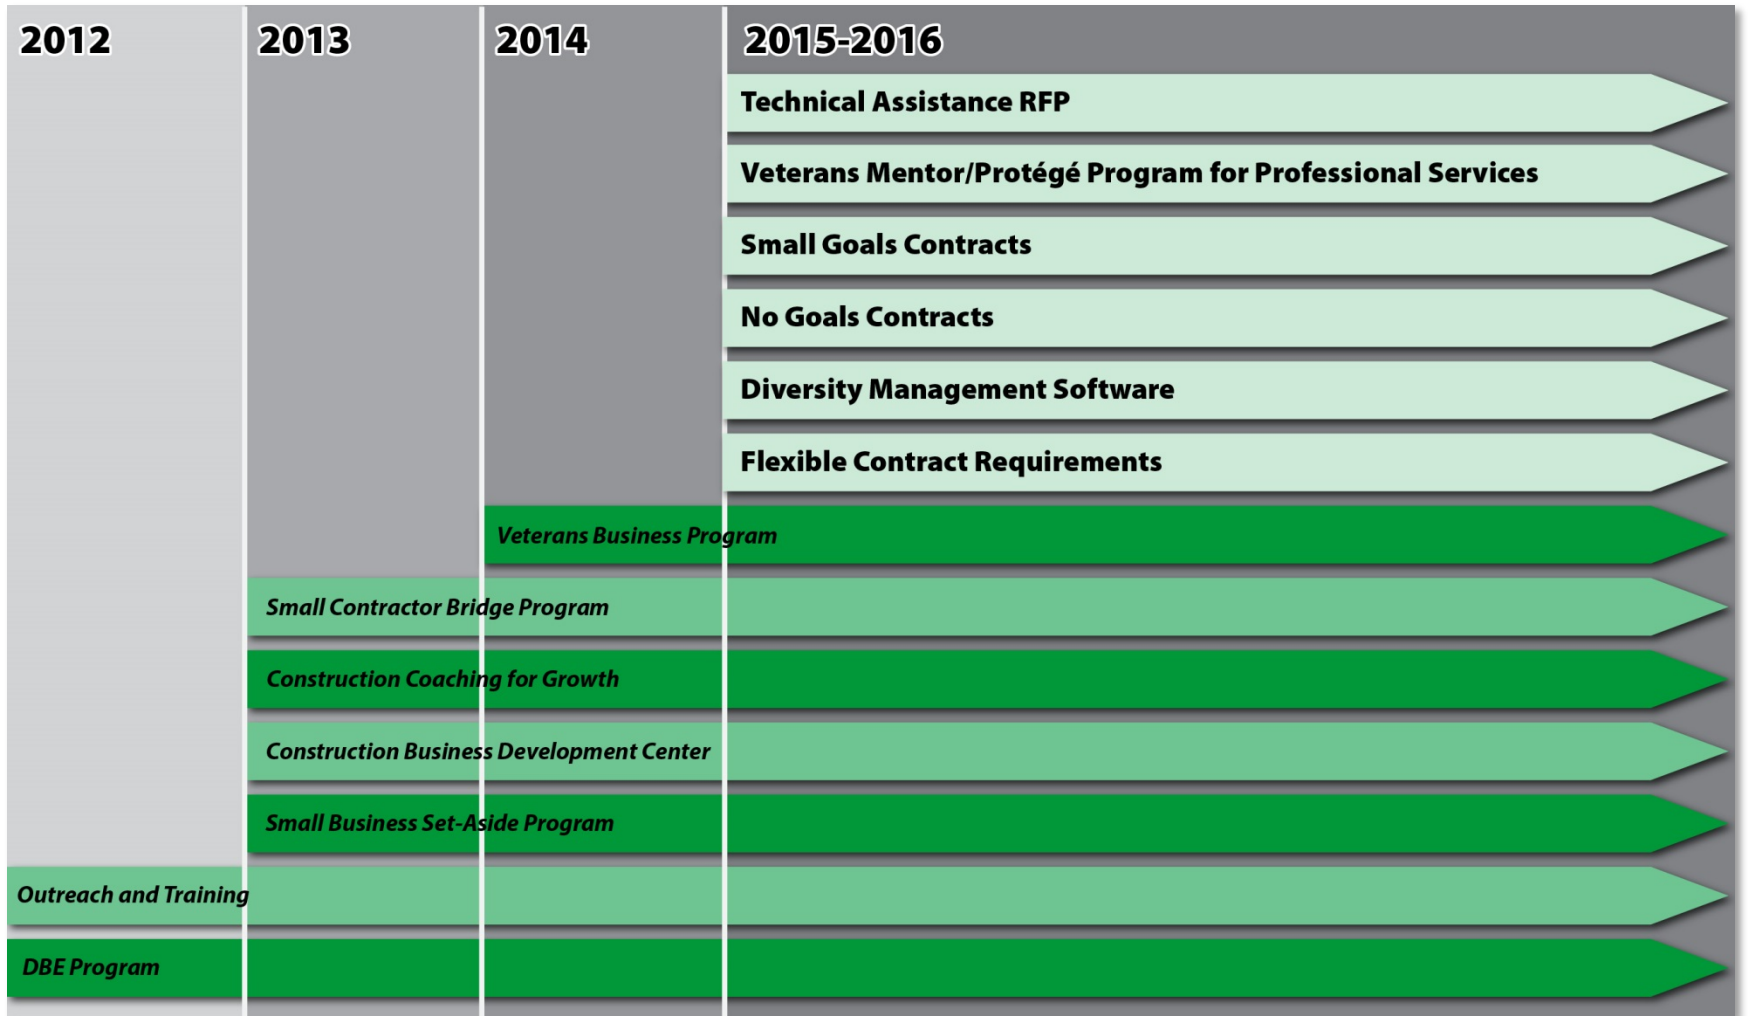 2012
2013
2014
2015-2016
Technical Assistance RFP
Veterans Mentor/Protégé Program for Professional Services
Small Goals Contracts
No Goals Contracts
Diversity Management Software
Flexible Contract Requirements
Veterans Business Program
Small Contractor Bridge Program
Construction Coaching for Growth
Construction Business Development Center
Small Business Set-Aside Program
Outreach and Training
DBE Program